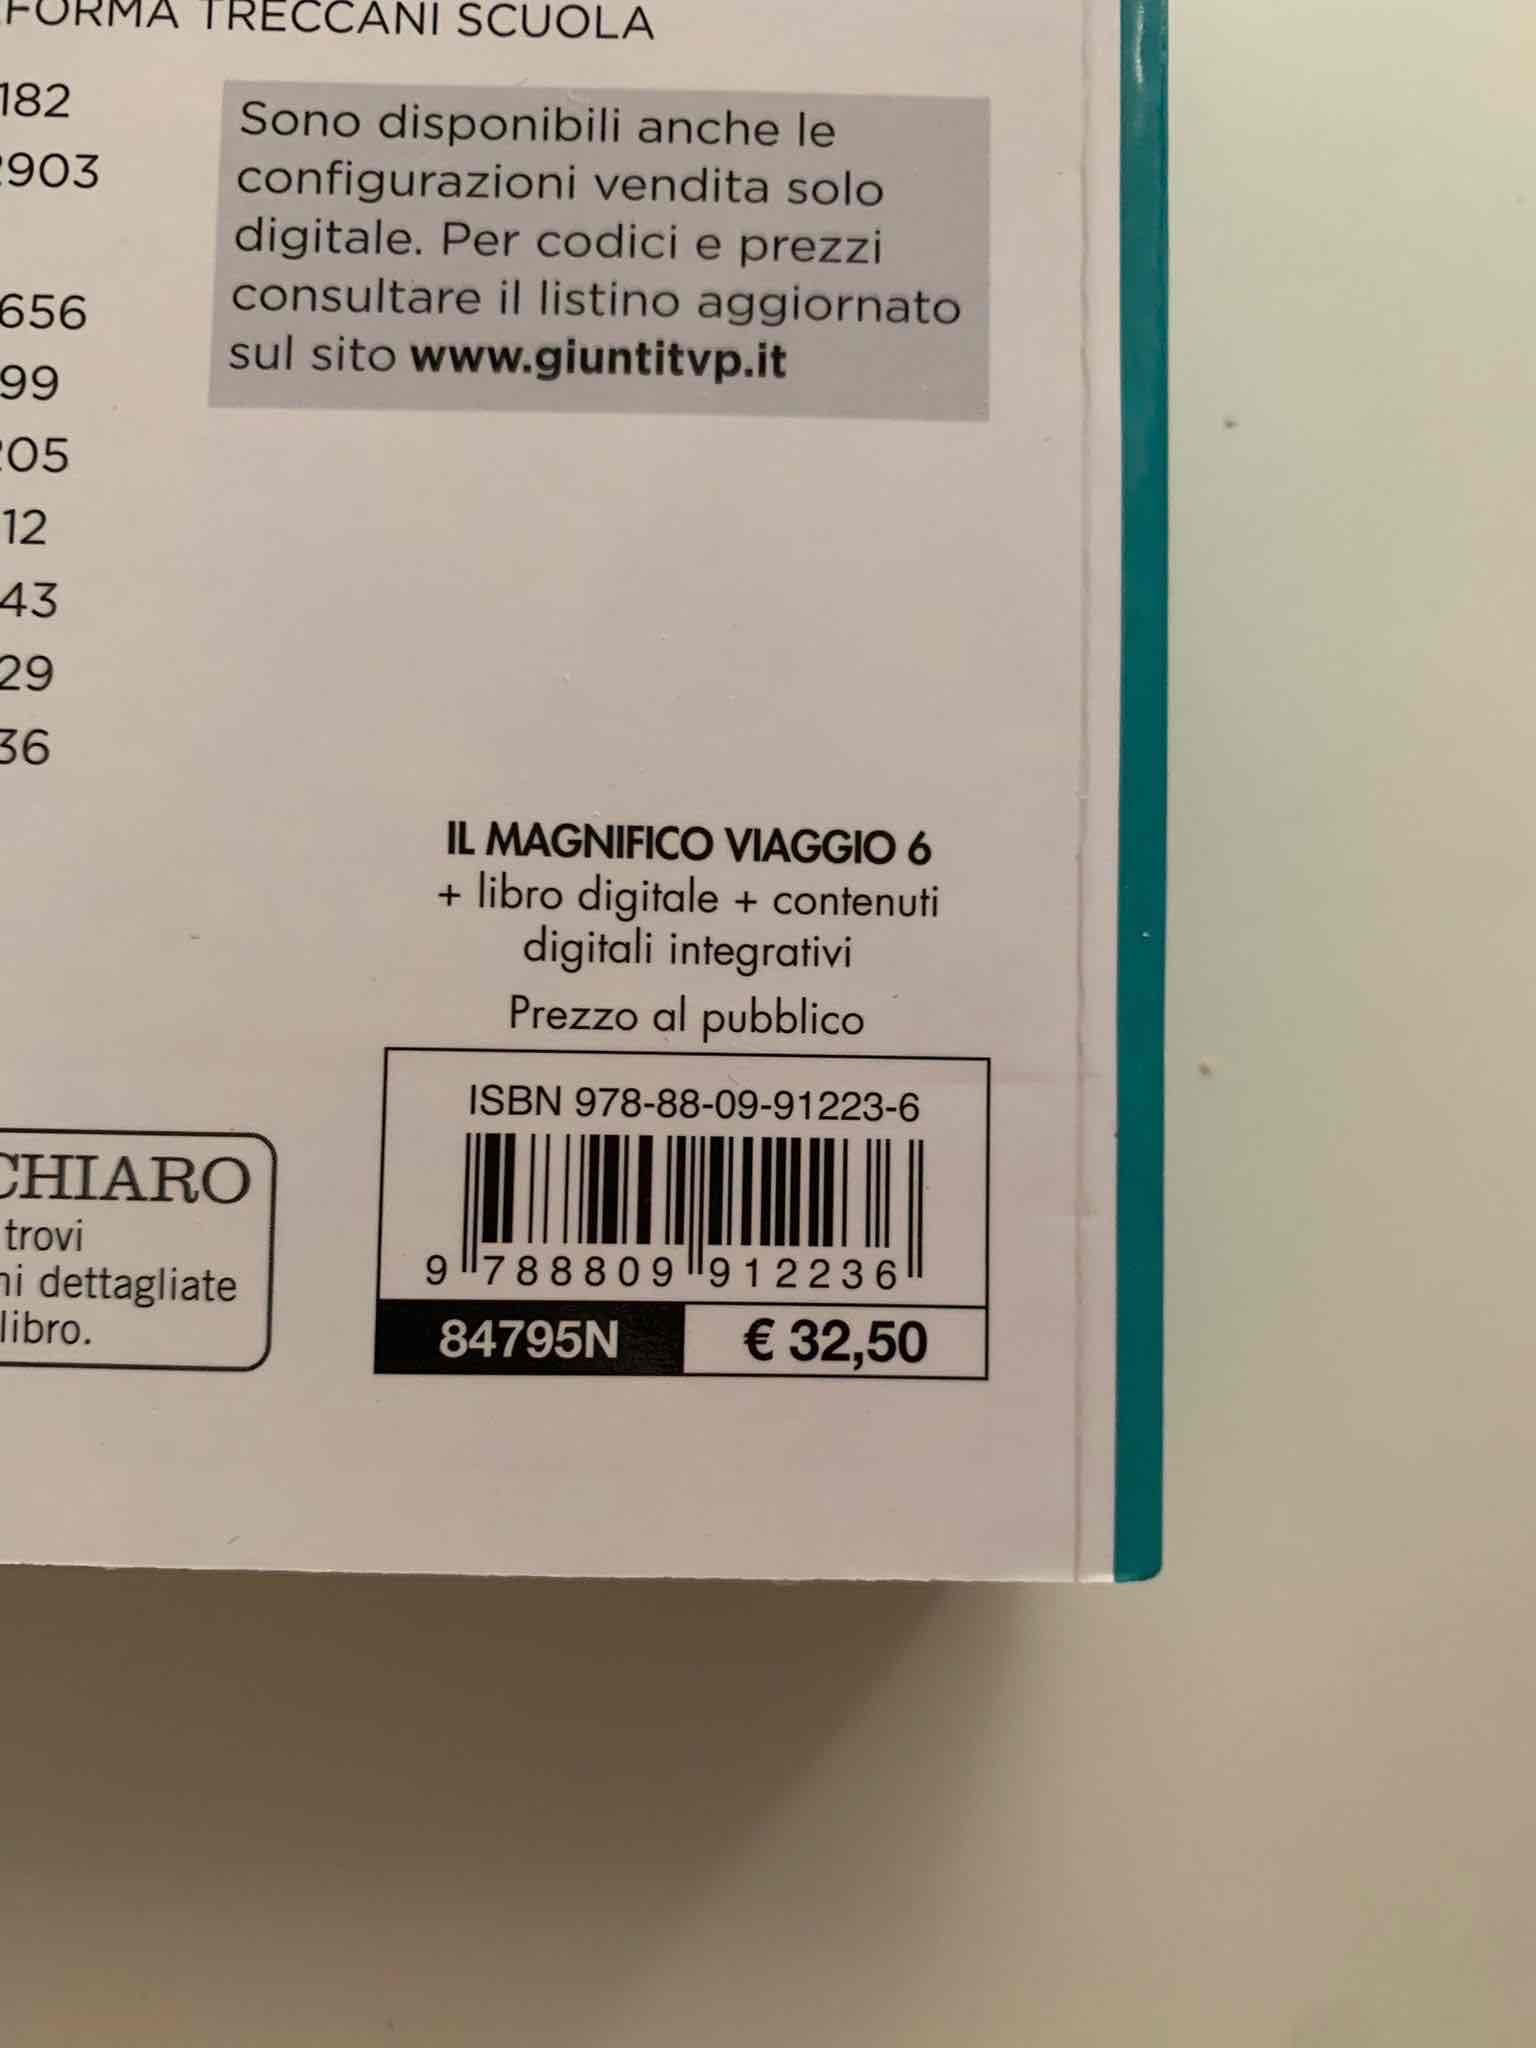 FORMA TRECCANI SCUOLA
182
2903
656
99
205
12
43
29
36
Sono disponibili anche le
configurazioni vendita solo
digitale. Per codici e prezzi
consultare il listino aggiornato
sul sito www.giuntitvp.it
IL MAGNIFICO VIAGGIO 6
+ libro digitale + contenuti
digitali integrativi
Prezzo al pubblico
ISBN 978-88-09-91223-6
9 788809 912236
84795N
€ 32,50
CHIARO
trovi
ni dettagliate
libro.